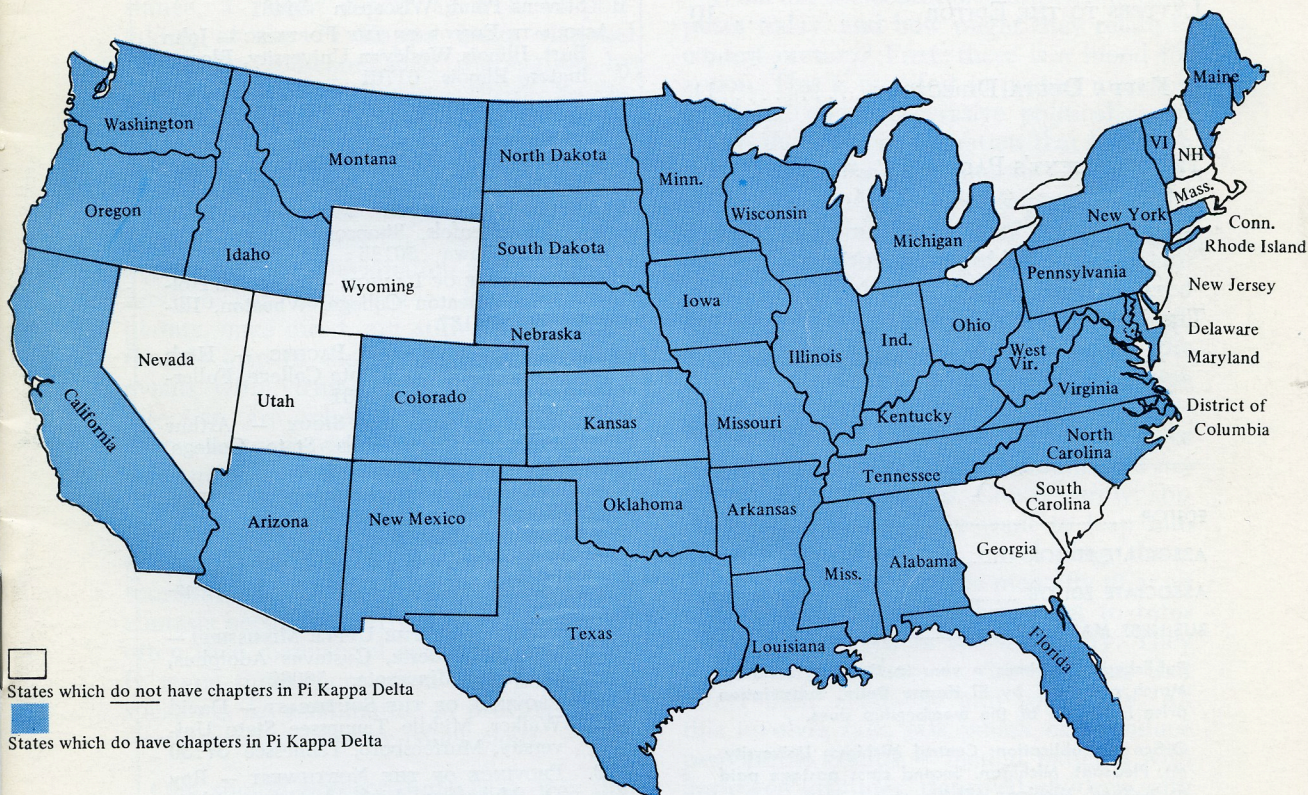 Maine
Washington
VI
Montana
North Dakota
NH
Minn.
Mass.
Oregon
Wisconsin
New York
Conn.
Michigan
Rhode Island
South Dakota
Idaho
Pennsylvania
Wyoming
New Jersey
Iowa
Ohio
Delaware
Nebraska
Ind.
Nevada
Illinois
West
Vir.
Maryland
Virginia
Utah
Colorado
California
District of
Columbia
Kentucky
Kansas
Missouri
North
Carolina
Tennessee
South
Carolina
Oklahoma
Arkansas
Arizona
New Mexico
Georgia
Alabama
Miss.
Texas
Louisiana
Florida
States which do not have chapters in Pi Kappa Delta
States which do have chapters in Pi Kappa Delta